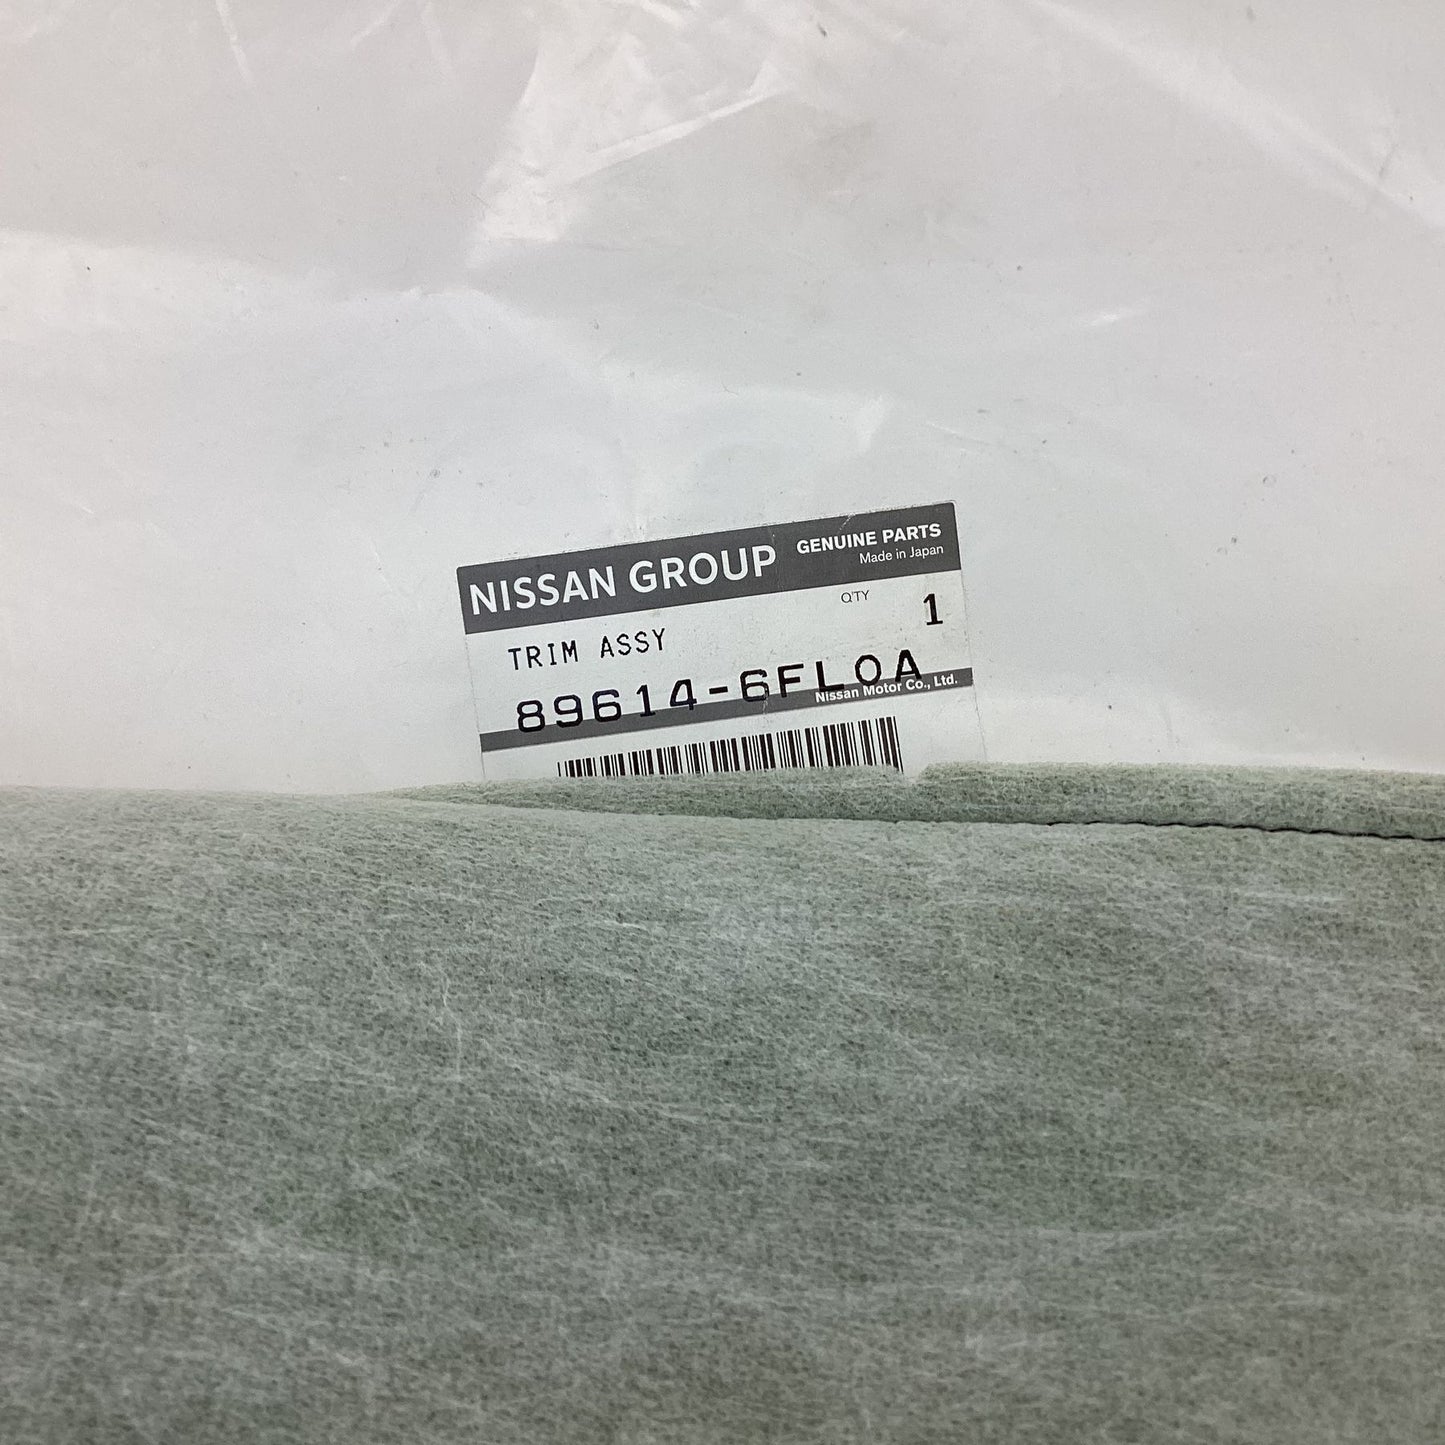 NISSAN GROUP
GENUINE PARTS
Made in Japan
QTY 1
TRIM ASSY
89614-6FL0A
Nissan Motor Co., Ltd.